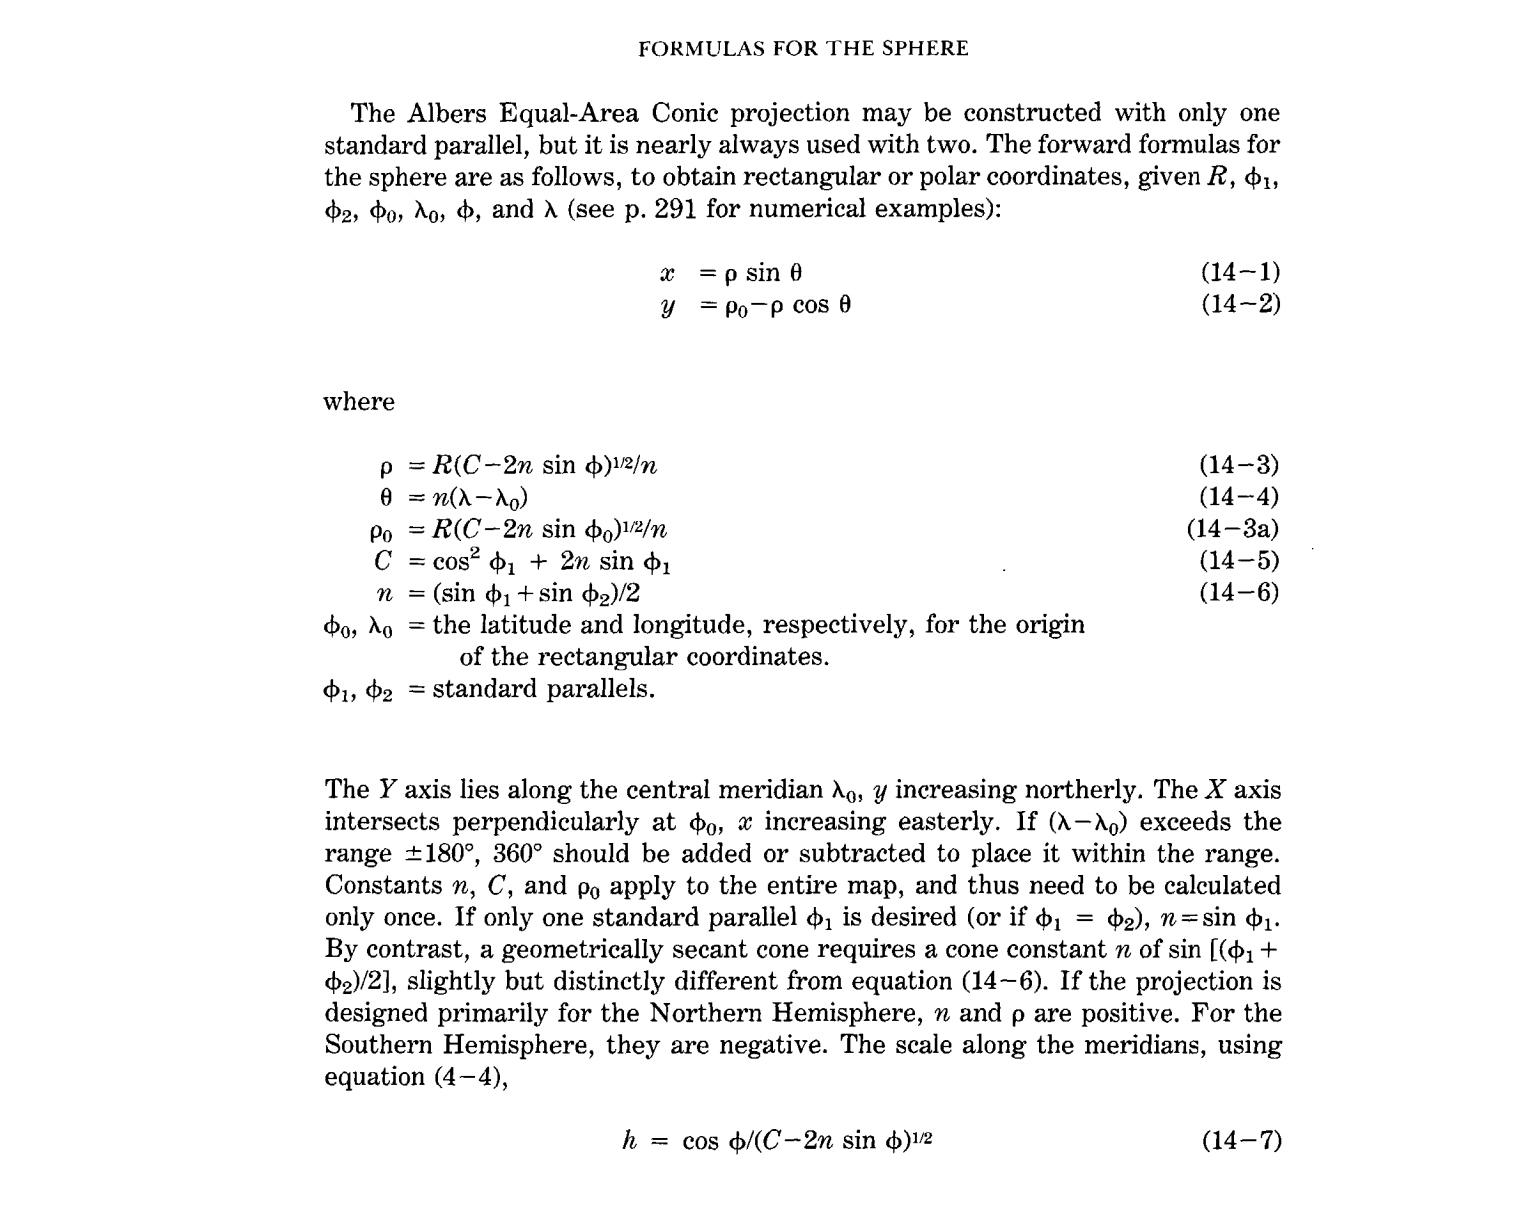 FORMULAS FOR THE SPHERE
The Albers Equal-Area Conic projection may be constructed with only one
standard parallel, but it is nearly always used with two. The forward formulas for
the sphere are as follows, to obtain rectangular or polar coordinates, given R, ϕ₁,
ϕ₂, ϕ₀, λ₀, ϕ, and λ (see p. 291 for numerical examples):
x = ρ sin θ (14−1)
y = ρ₀−ρ cos θ (14−2)
where
ρ = R(C−2n sin ϕ)^1/2/n (14−3)
θ = n(λ−λ₀) (14−4)
ρ₀ = R(C−2n sin ϕ₀)^1/2/n (14−3a)
C = cos² ϕ₁ + 2n sin ϕ₁ (14−5)
n = (sin ϕ₁+sin ϕ₂)/2 (14−6)
ϕ₀, λ₀ = the latitude and longitude, respectively, for the origin
of the rectangular coordinates.
ϕ₁, ϕ₂ = standard parallels.
The Y axis lies along the central meridian λ₀, y increasing northerly. The X axis
intersects perpendicularly at ϕ₀, x increasing easterly. If (λ−λ₀) exceeds the
range ±180°, 360° should be added or subtracted to place it within the range.
Constants n, C, and ρ₀ apply to the entire map, and thus need to be calculated
only once. If only one standard parallel ϕ₁ is desired (or if ϕ₁ = ϕ₂), n=sin ϕ₁.
By contrast, a geometrically secant cone requires a cone constant n of sin [(ϕ₁+
ϕ₂)/2], slightly but distinctly different from equation (14−6). If the projection is
designed primarily for the Northern Hemisphere, n and ρ are positive. For the
Southern Hemisphere, they are negative. The scale along the meridians, using
equation (4−4),
h = cos ϕ/(C−2n sin ϕ)^1/2 (14−7)